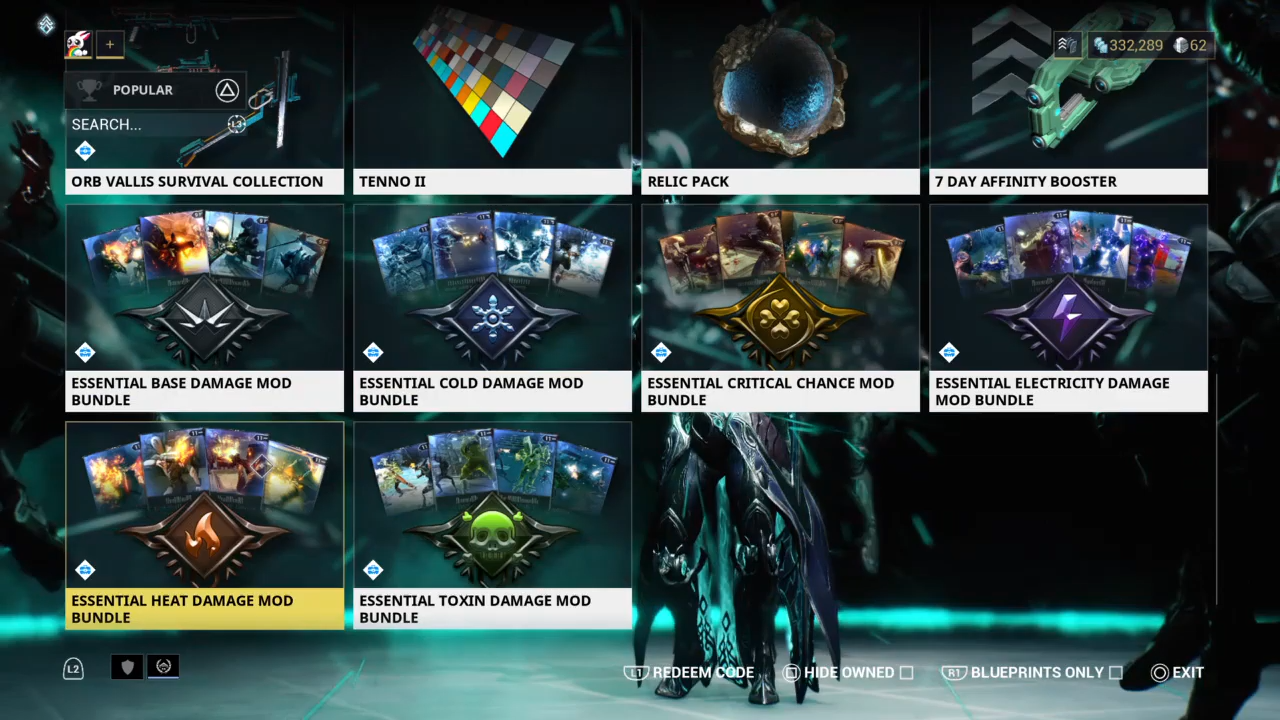 +
332,289
62
POPULAR
SEARCH...
L3
ORB VALLIS SURVIVAL COLLECTION
TENNO II
RELIC PACK
7 DAY AFFINITY BOOSTER
ESSENTIAL BASE DAMAGE MOD
BUNDLE
ESSENTIAL COLD DAMAGE MOD
BUNDLE
ESSENTIAL CRITICAL CHANCE MOD
BUNDLE
ESSENTIAL ELECTRICITY DAMAGE
MOD BUNDLE
ESSENTIAL HEAT DAMAGE MOD
BUNDLE
ESSENTIAL TOXIN DAMAGE MOD
BUNDLE
L2
L1 REDEEM CODE
HIDE OWNED
R1 BLUEPRINTS ONLY
EXIT